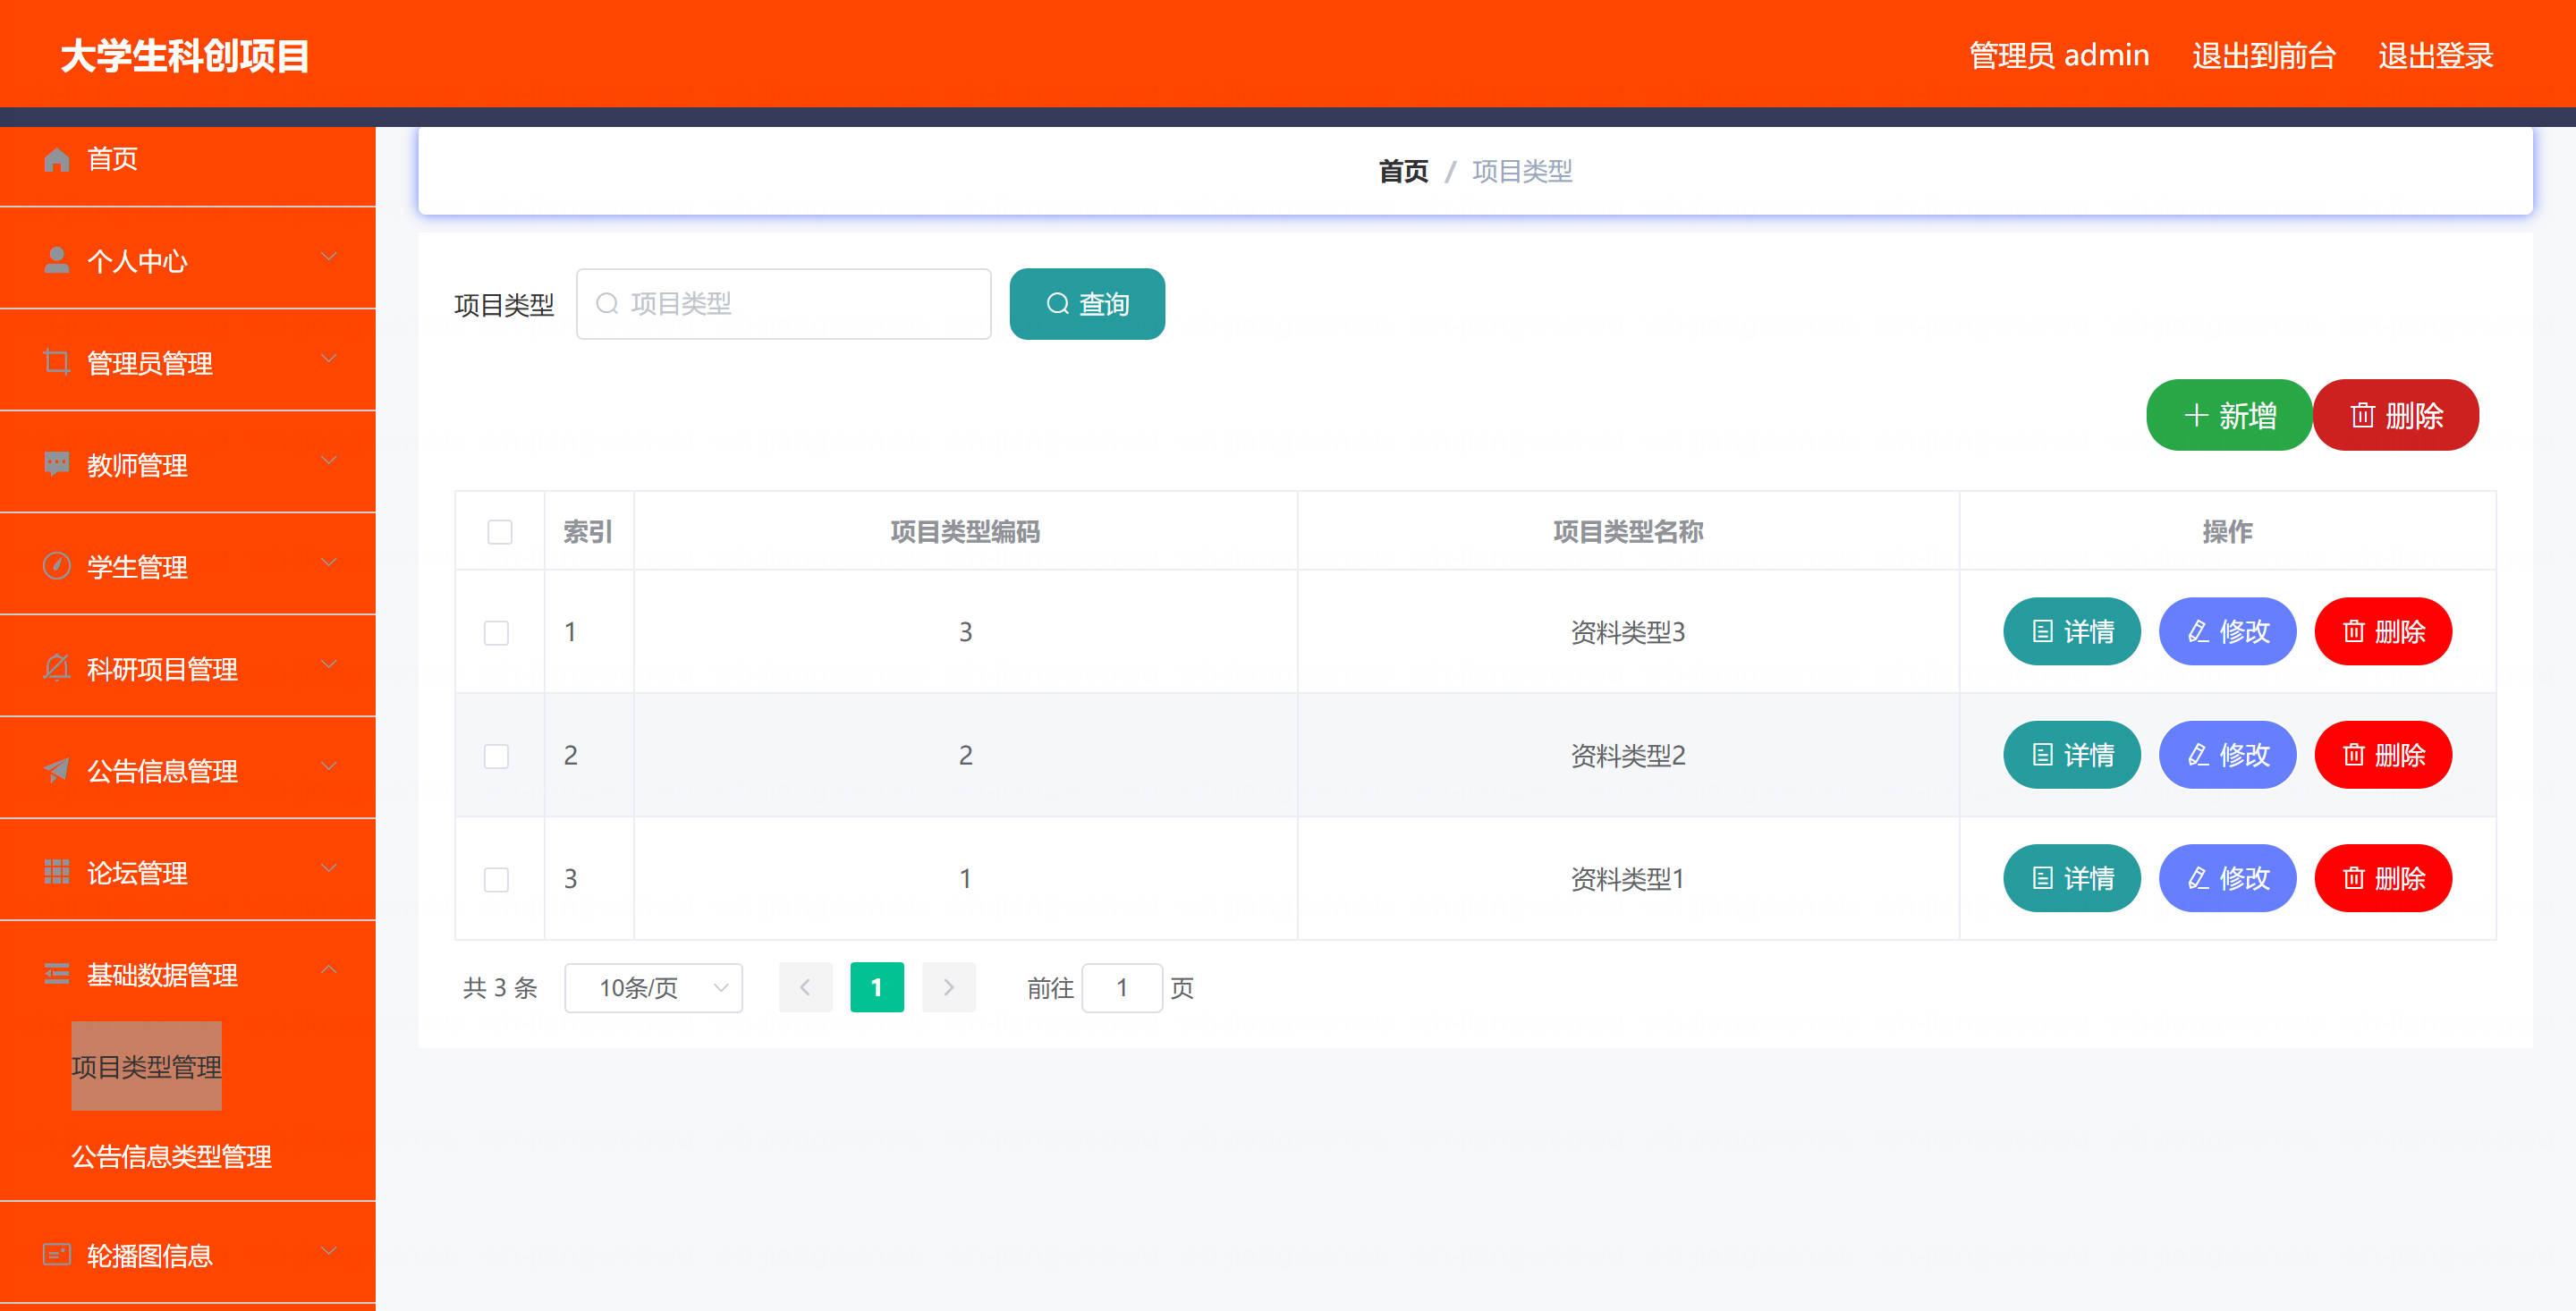 大学生科创项目
管理员 admin 退出到前台 退出登录
首页
个人中心
管理员管理
教师管理
学生管理
科研项目管理
公告信息管理
论坛管理
基础数据管理
项目类型管理
公告信息类型管理
轮播图信息
首页 / 项目类型
项目类型 项目类型 查询
新增 删除
索引 项目类型编码 项目类型名称 操作
1 3 资料类型3 详情 修改 删除
2 2 资料类型2 详情 修改 删除
3 1 资料类型1 详情 修改 删除
共 3 条 10条/页 1 前往 1 页